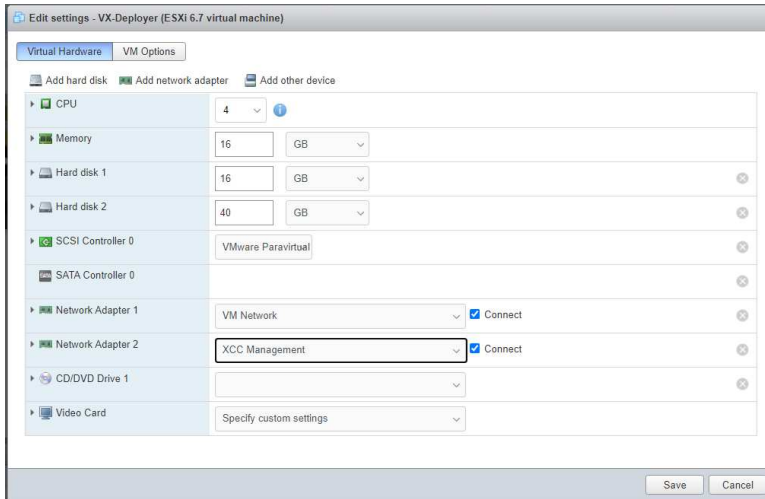 Edit settings - VX-Deployer (ESXi 6.7 virtual machine)
Virtual Hardware VM Options
Add hard disk Add network adapter Add other device
CPU 4
Memory 16 GB
Hard disk 1 16 GB
Hard disk 2 40 GB
SCSI Controller 0 VMware Paravirtual
SATA Controller 0
Network Adapter 1 VM Network Connect
Network Adapter 2 XCC Management Connect
CD/DVD Drive 1
Video Card Specify custom settings
Save Cancel